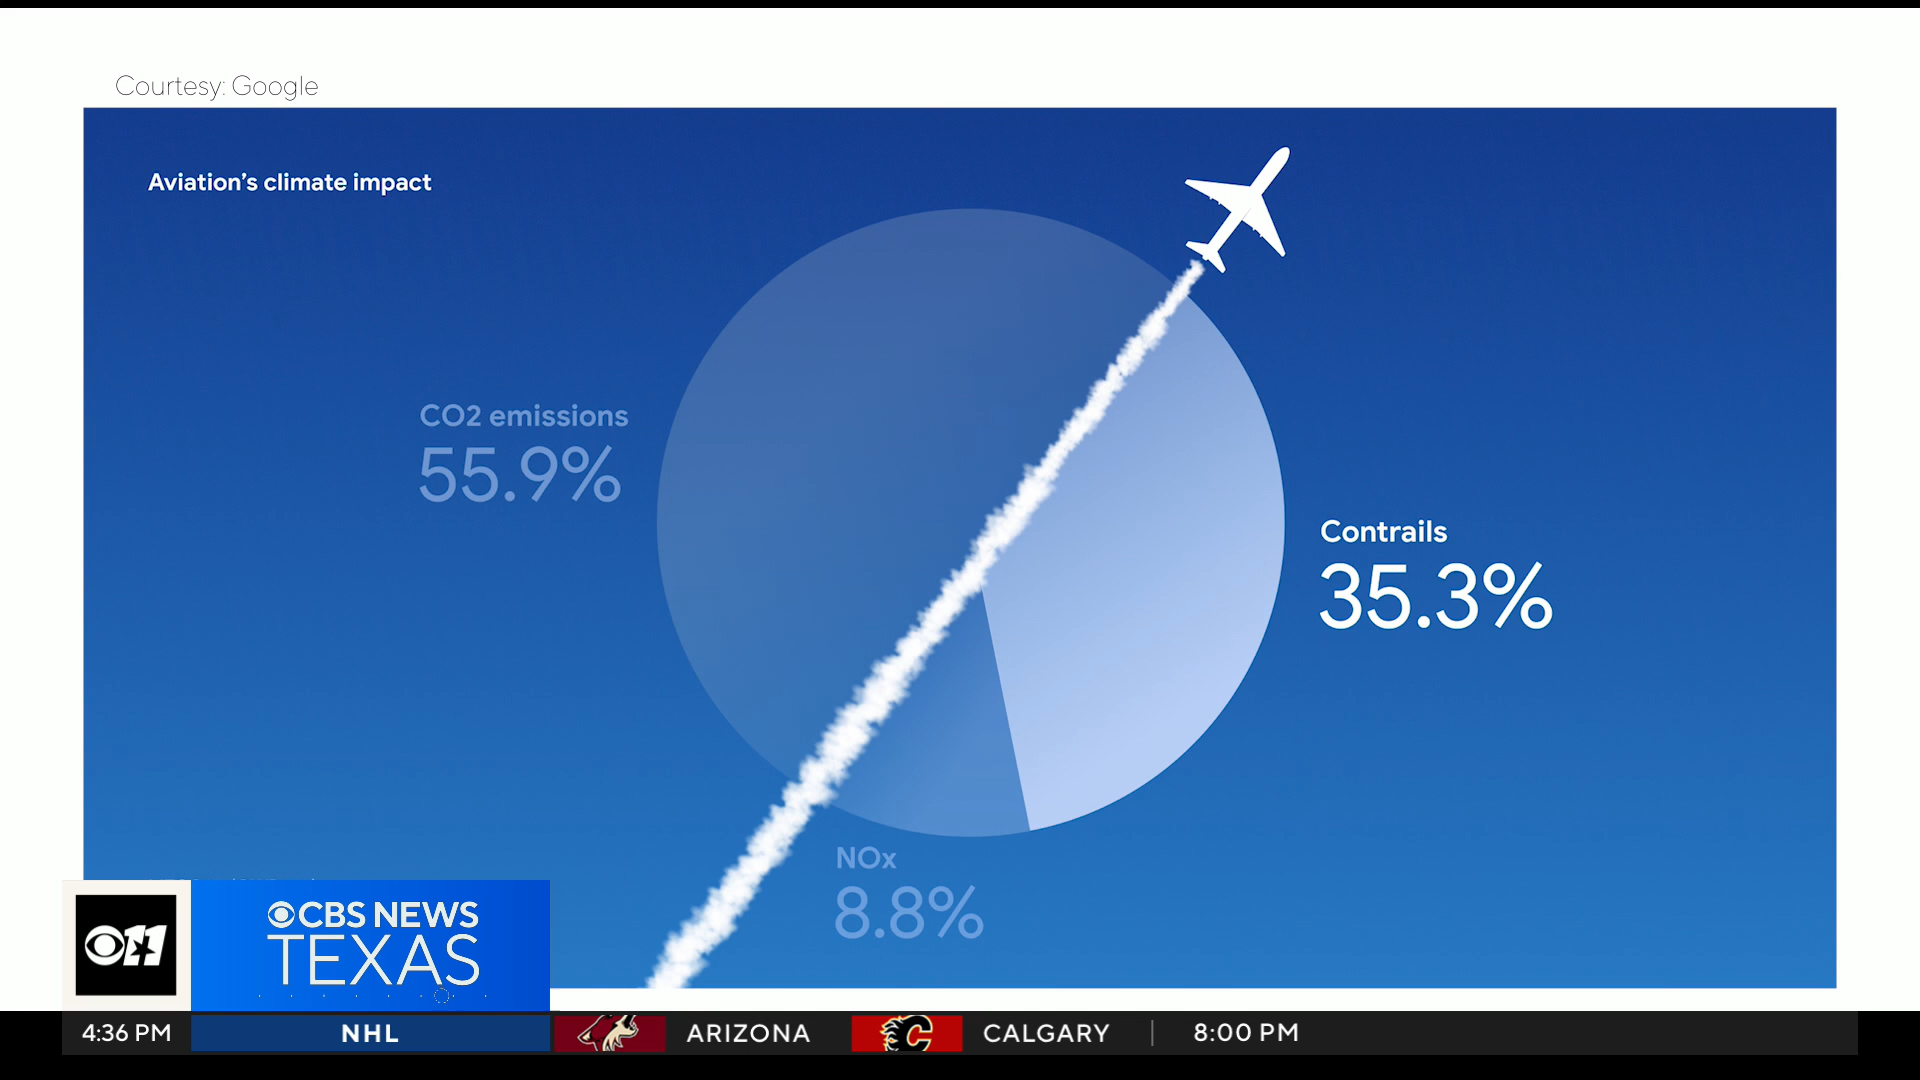 Courtesy: Google
Aviation's climate impact
CO2 emissions
55.9%
Contrails
35.3%
NOx
8.8%
11
CBS NEWS
TEXAS
4:36 PM
NHL
ARIZONA
CALGARY
8:00 PM